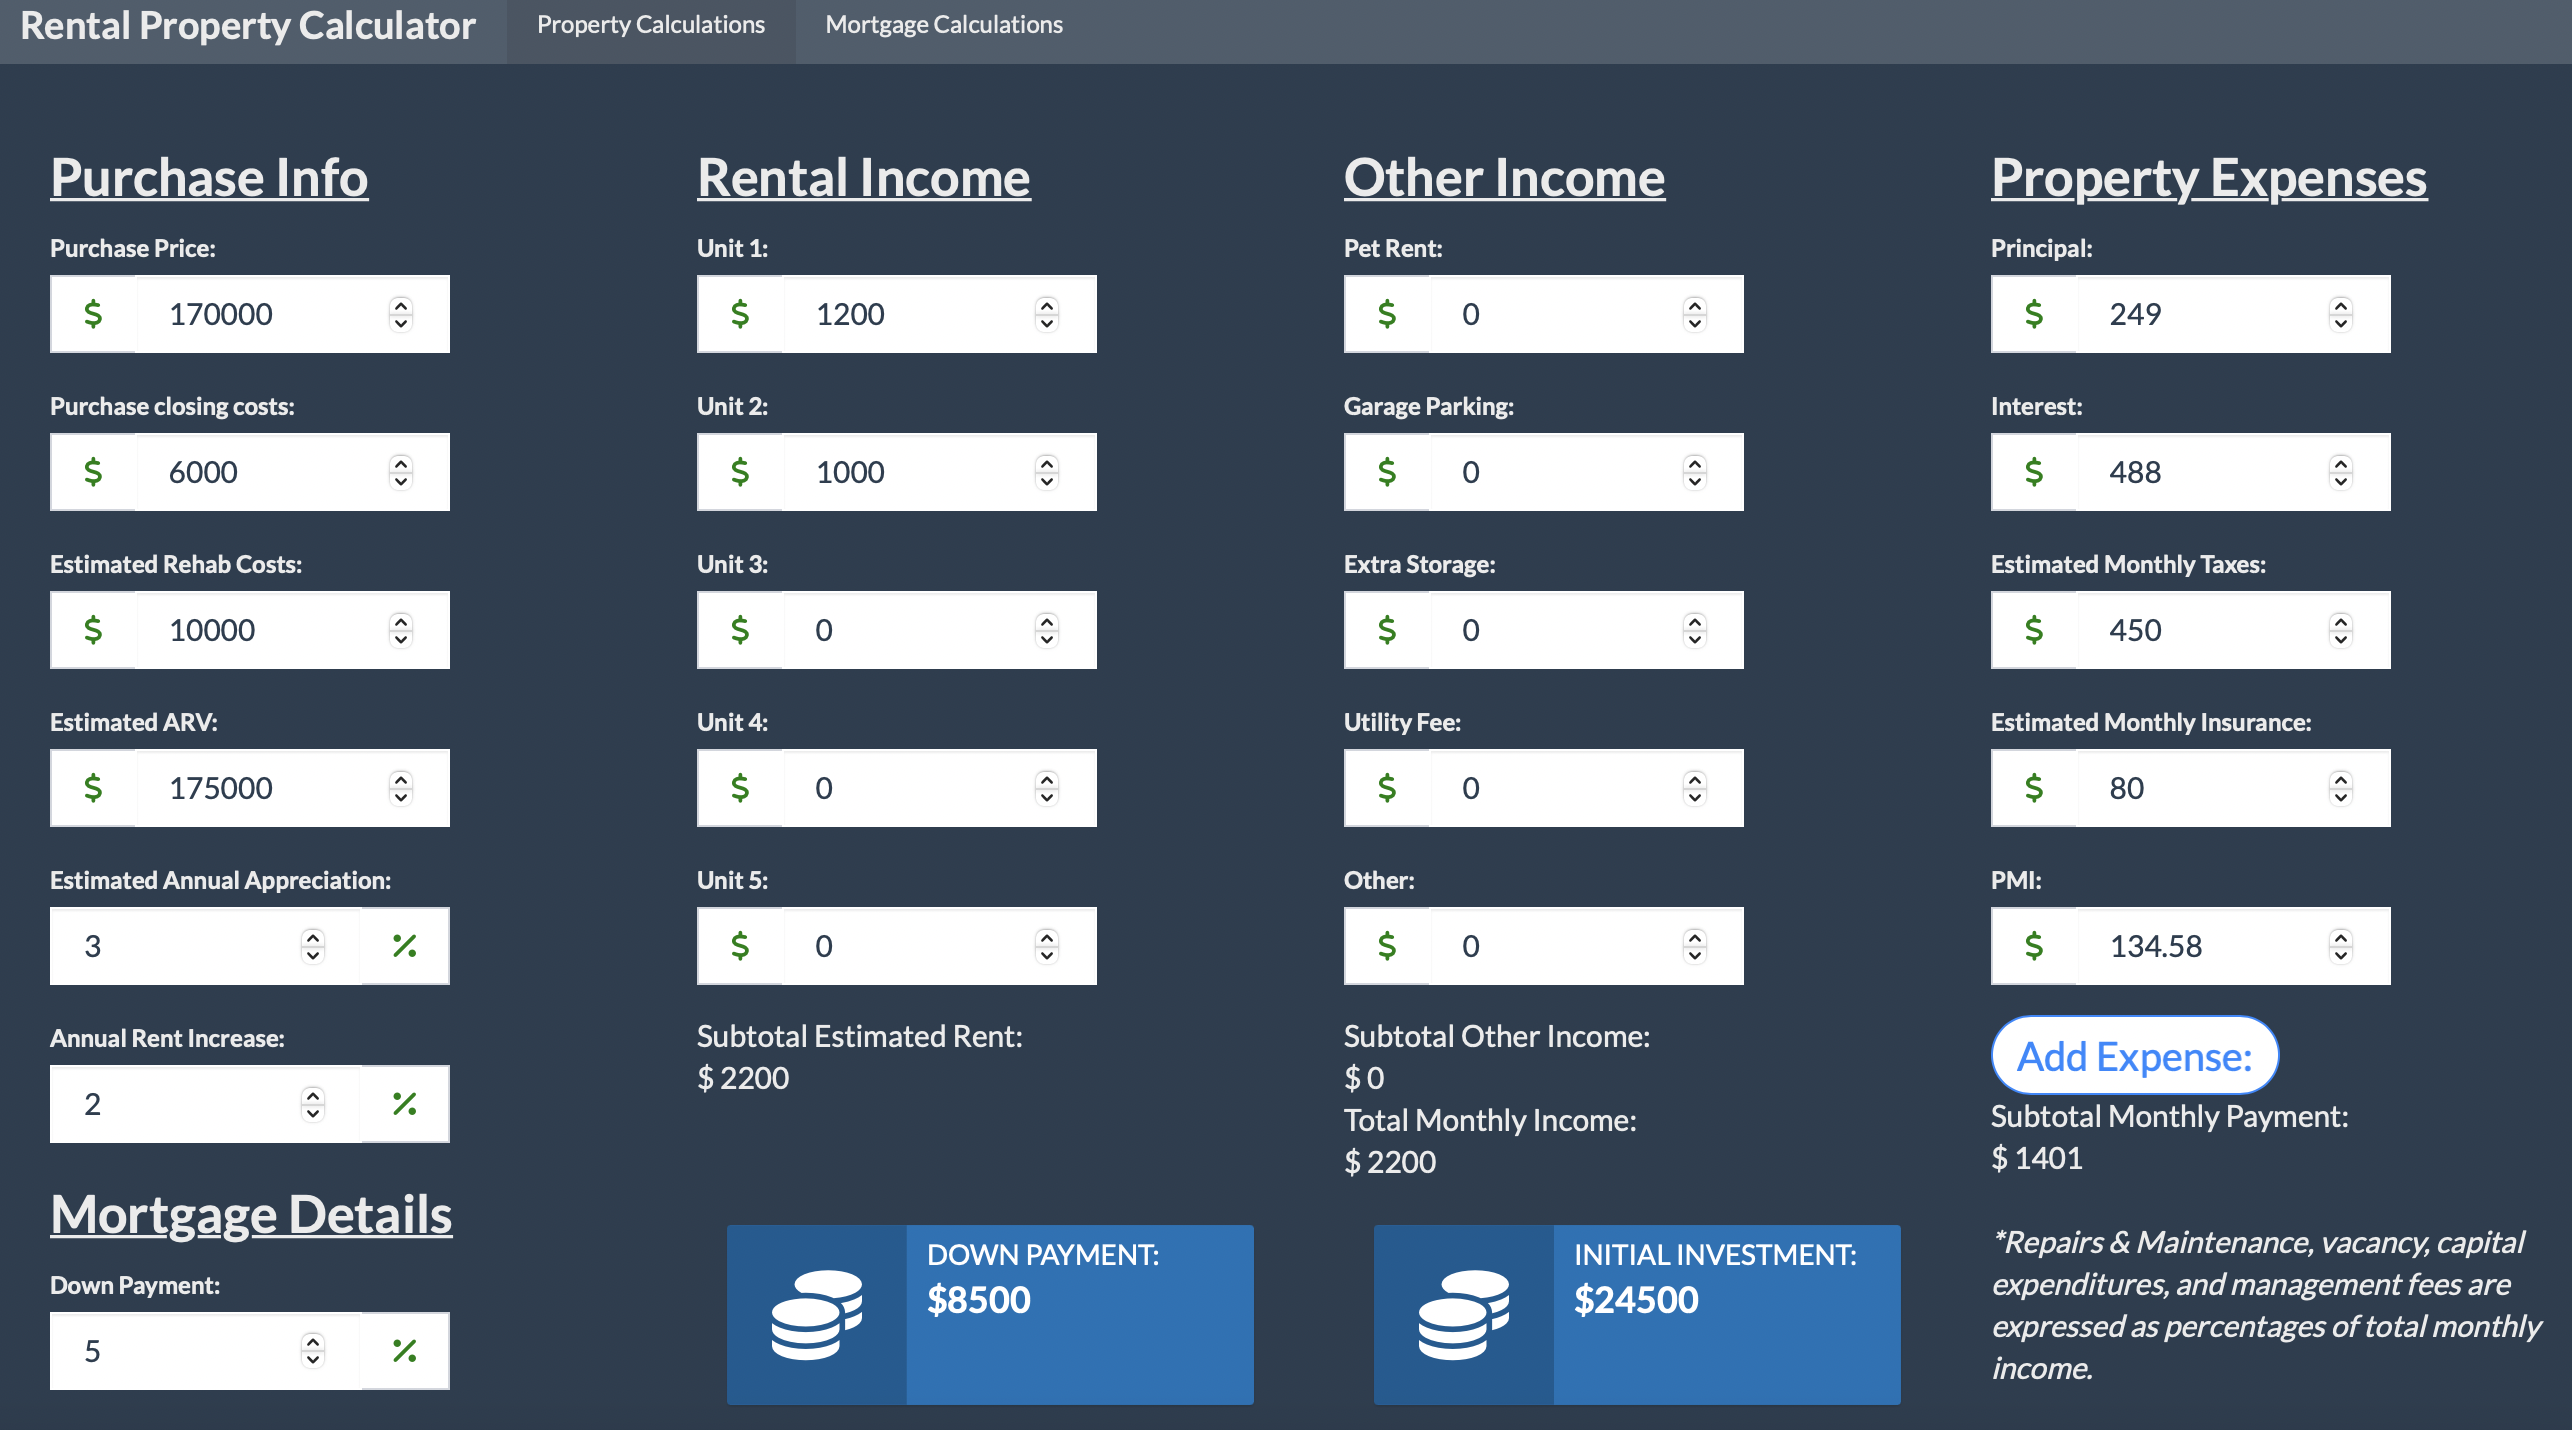 Rental Property Calculator
Property Calculations
Mortgage Calculations
Purchase Info
Purchase Price:
$ 170000
Purchase closing costs:
$ 6000
Estimated Rehab Costs:
$ 10000
Estimated ARV:
$ 175000
Estimated Annual Appreciation:
3 %
Annual Rent Increase:
2 %
Mortgage Details
Down Payment:
5 %
Rental Income
Unit 1:
$ 1200
Unit 2:
$ 1000
Unit 3:
$ 0
Unit 4:
$ 0
Unit 5:
$ 0
Subtotal Estimated Rent:
$ 2200
DOWN PAYMENT:
$8500
Other Income
Pet Rent:
$ 0
Garage Parking:
$ 0
Extra Storage:
$ 0
Utility Fee:
$ 0
Other:
$ 0
Subtotal Other Income:
$ 0
Total Monthly Income:
$ 2200
INITIAL INVESTMENT:
$24500
Property Expenses
Principal:
$ 249
Interest:
$ 488
Estimated Monthly Taxes:
$ 450
Estimated Monthly Insurance:
$ 80
PMI:
$ 134.58
Add Expense:
Subtotal Monthly Payment:
$ 1401
*Repairs & Maintenance, vacancy, capital
expenditures, and management fees are
expressed as percentages of total monthly
income.